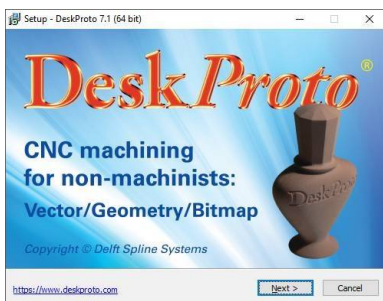 Setup - DeskProto 7.1 (64 bit)
DeskProto®
CNC machining
for non-machinists:
Vector/Geometry/Bitmap
DeskProto
Copyright © Delft Spline Systems
https://www.deskproto.com
Next >
Cancel